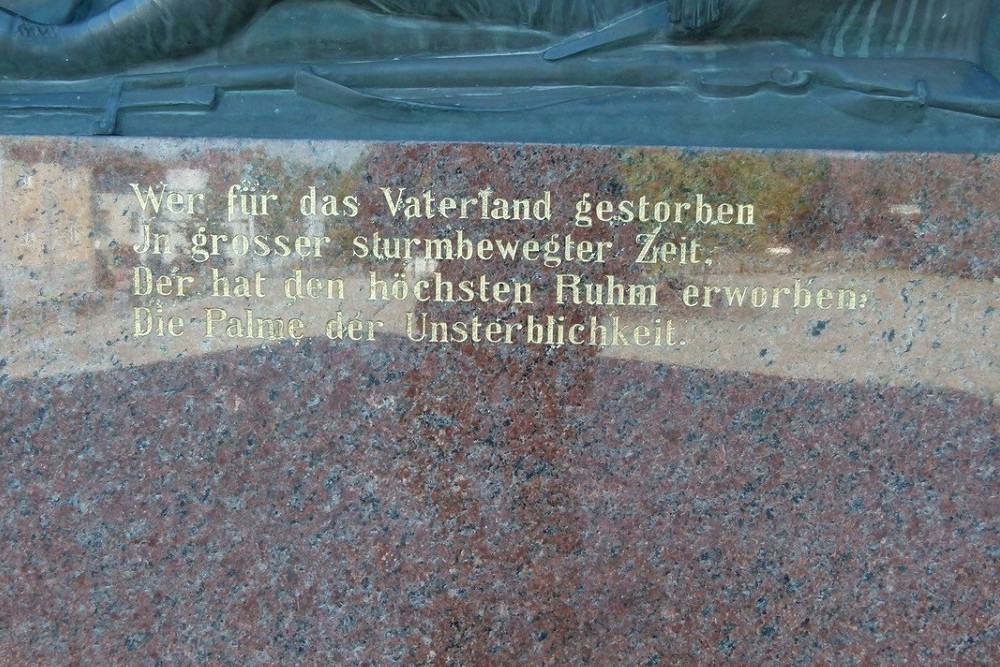 Wer für das Vaterland gestorben
Jn grosser sturmbewegter Zeit,
Der hat den höchsten Ruhm erworben:
Die Palme der Unsterblichkeit.